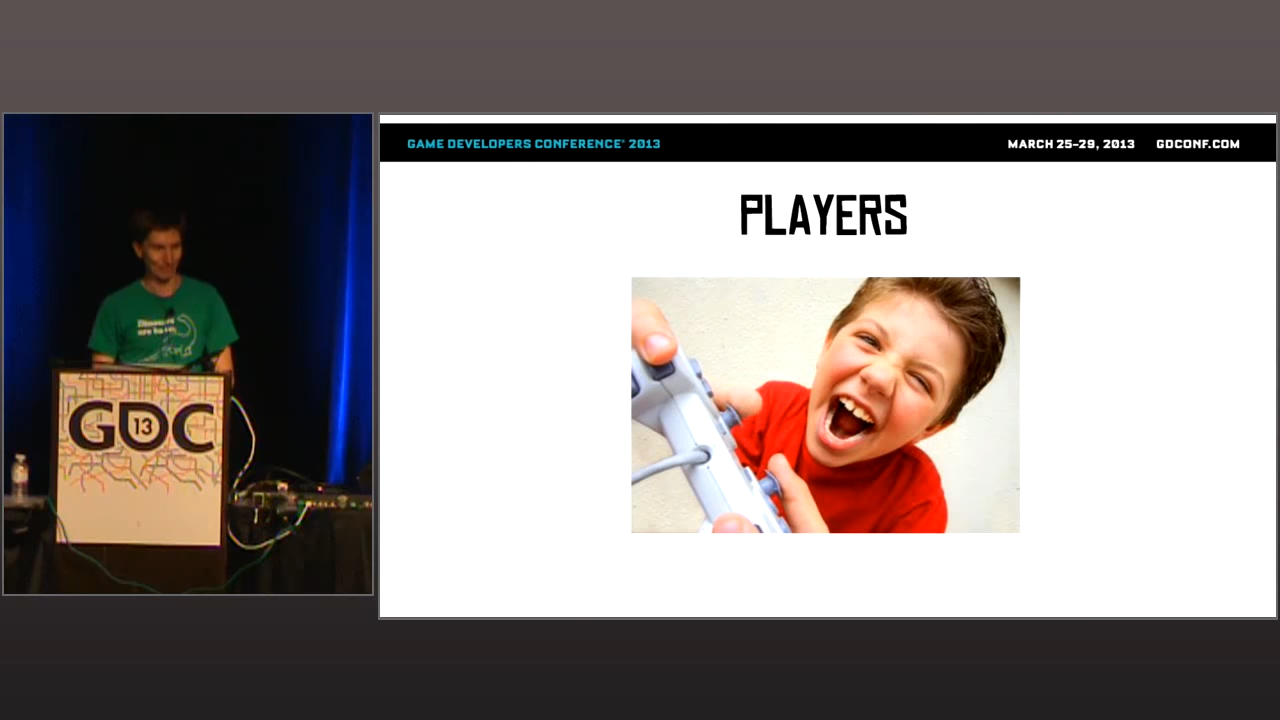 GAME DEVELOPERS CONFERENCE® 2013
MARCH 25-29, 2013 GDCONF.COM
PLAYERS
GDC
13